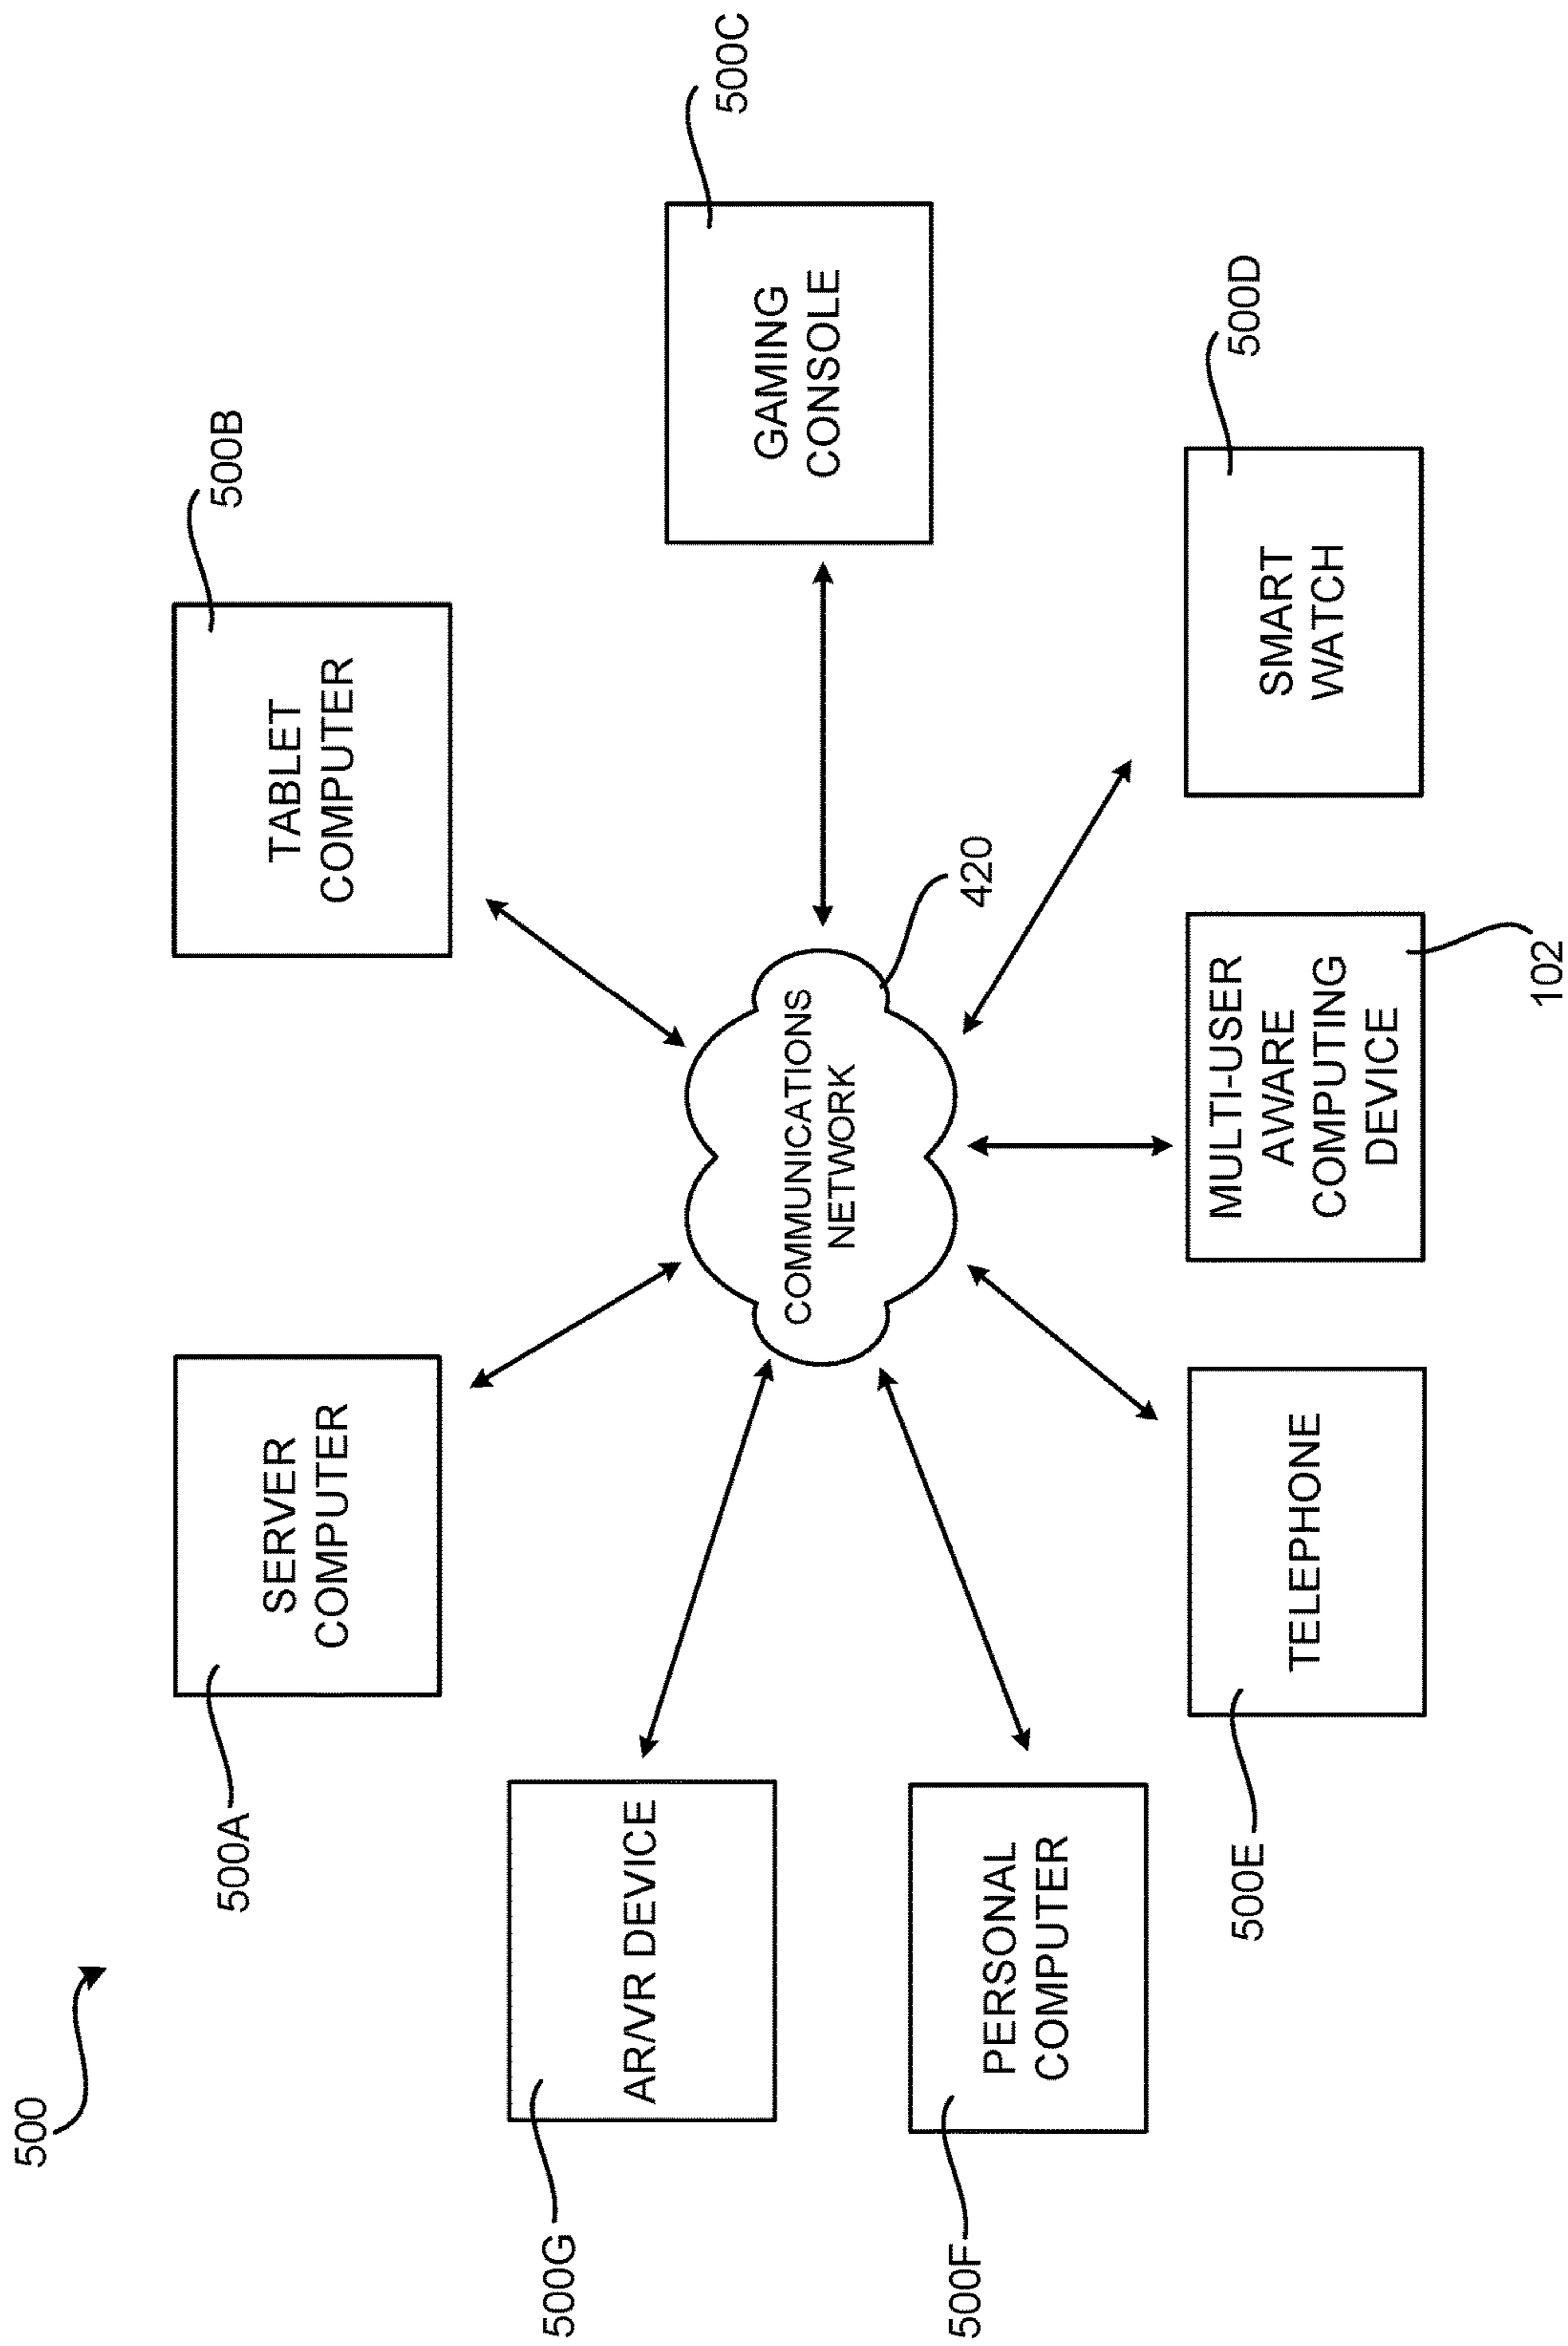 500
500A
SERVER
COMPUTER
500B
TABLET
COMPUTER
500G
AR/VR DEVICE
COMMUNICATIONS
NETWORK
420
GAMING
CONSOLE
500C
500F
PERSONAL
COMPUTER
500E
TELEPHONE
MULTI-USER
AWARE
COMPUTING
DEVICE
102
SMART
WATCH
500D